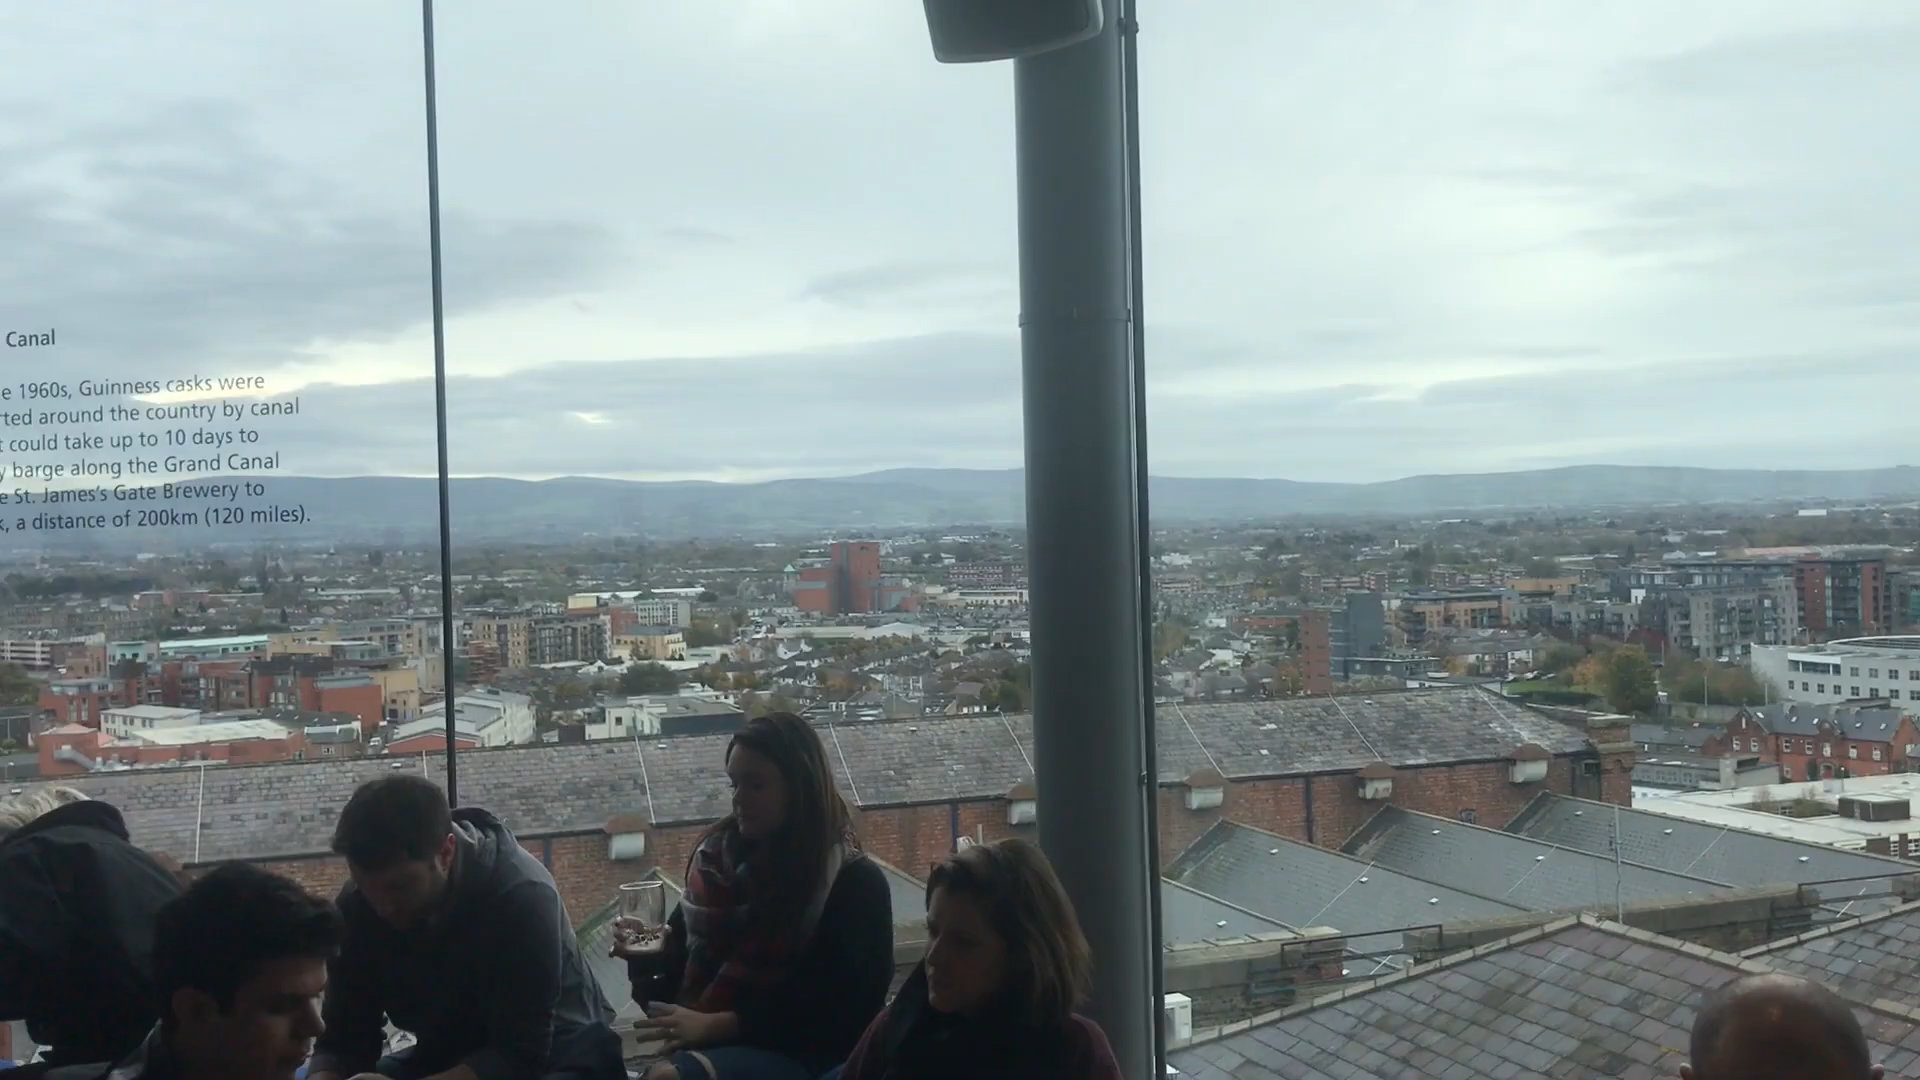 Canal
e 1960s, Guinness casks were
rted around the country by canal
t could take up to 10 days to
y barge along the Grand Canal
e St. James's Gate Brewery to
k, a distance of 200km (120 miles).